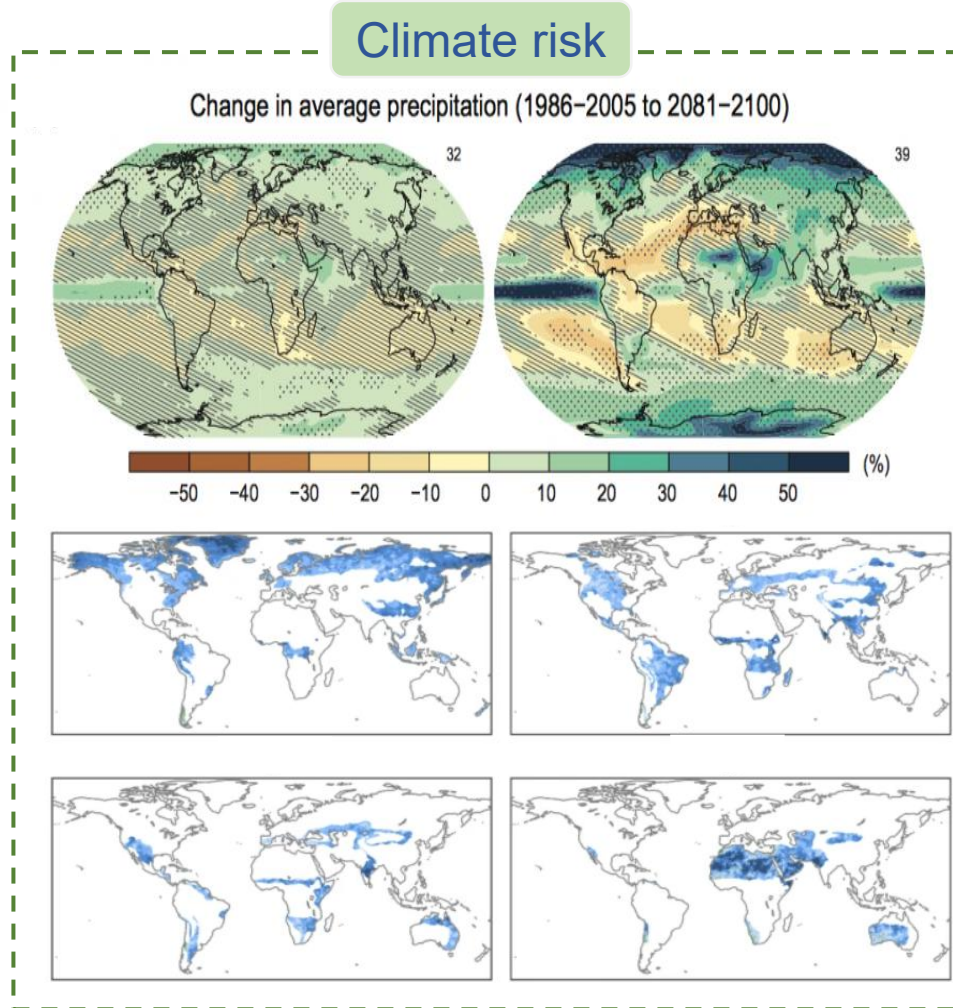 Climate risk
Change in average precipitation (1986−2005 to 2081−2100)
32
39
(%)
−50 −40 −30 −20 −10 0 10 20 30 40 50